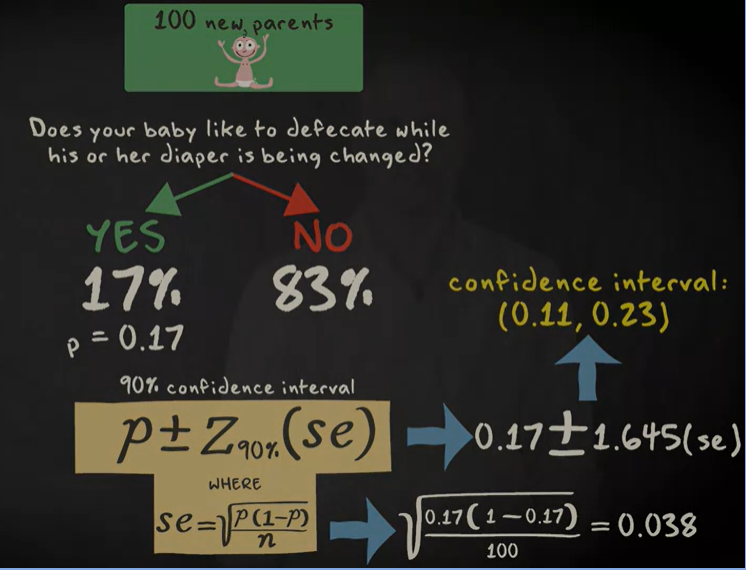 100 new parents
Does your baby like to defecate while
his or her diaper is being changed?
YES
NO
17%
83%
p = 0.17
confidence interval:
(0.11, 0.23)
90% confidence interval
p±Z90%(se)
0.17±1.645(se)
WHERE
se=√(p(1-p)/n)
√(0.17(1-0.17)/100) = 0.038